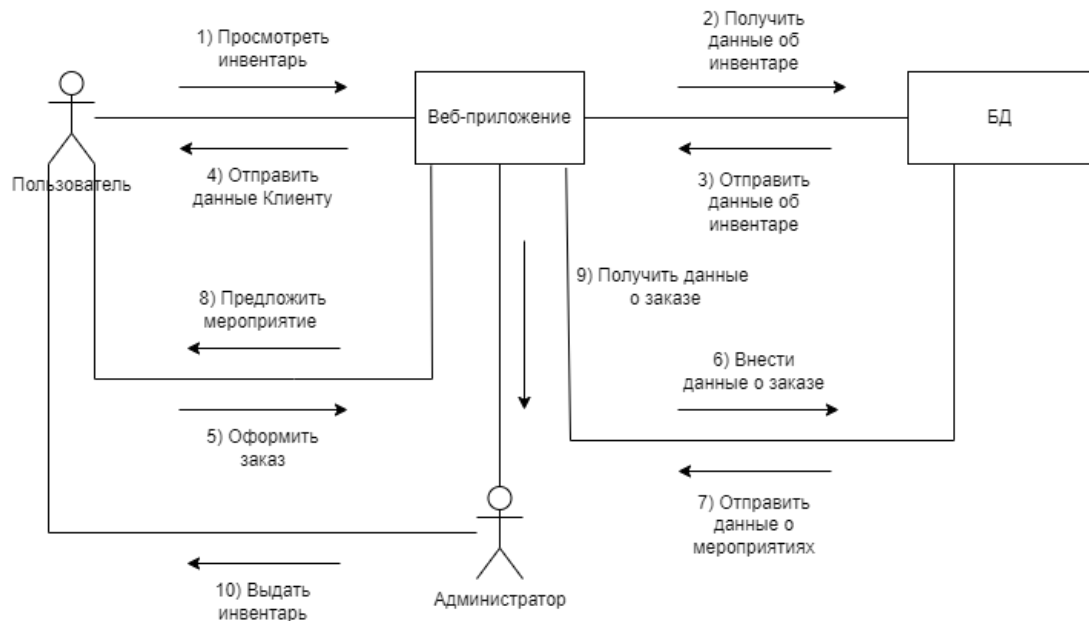 1) Просмотреть
инвентарь
2) Получить
данные об
инвентаре
Веб-приложение
БД
Пользователь
4) Отправить
данные Клиенту
3) Отправить
данные об
инвентаре
9) Получить данные
о заказе
8) Предложить
мероприятие
6) Внести
данные о заказе
5) Оформить
заказ
7) Отправить
данные о
мероприятиях
10) Выдать
инвентарь
Администратор